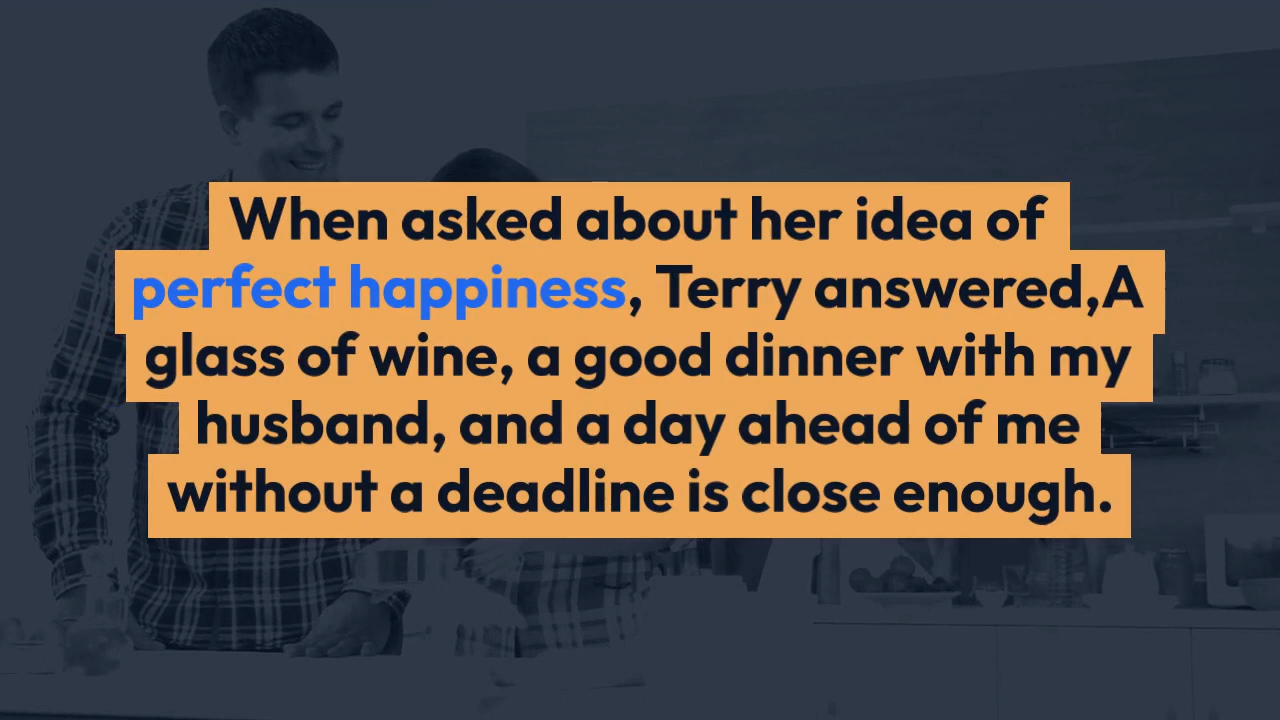 When asked about her idea of
perfect happiness, Terry answered,A
glass of wine, a good dinner with my
husband, and a day ahead of me
without a deadline is close enough.